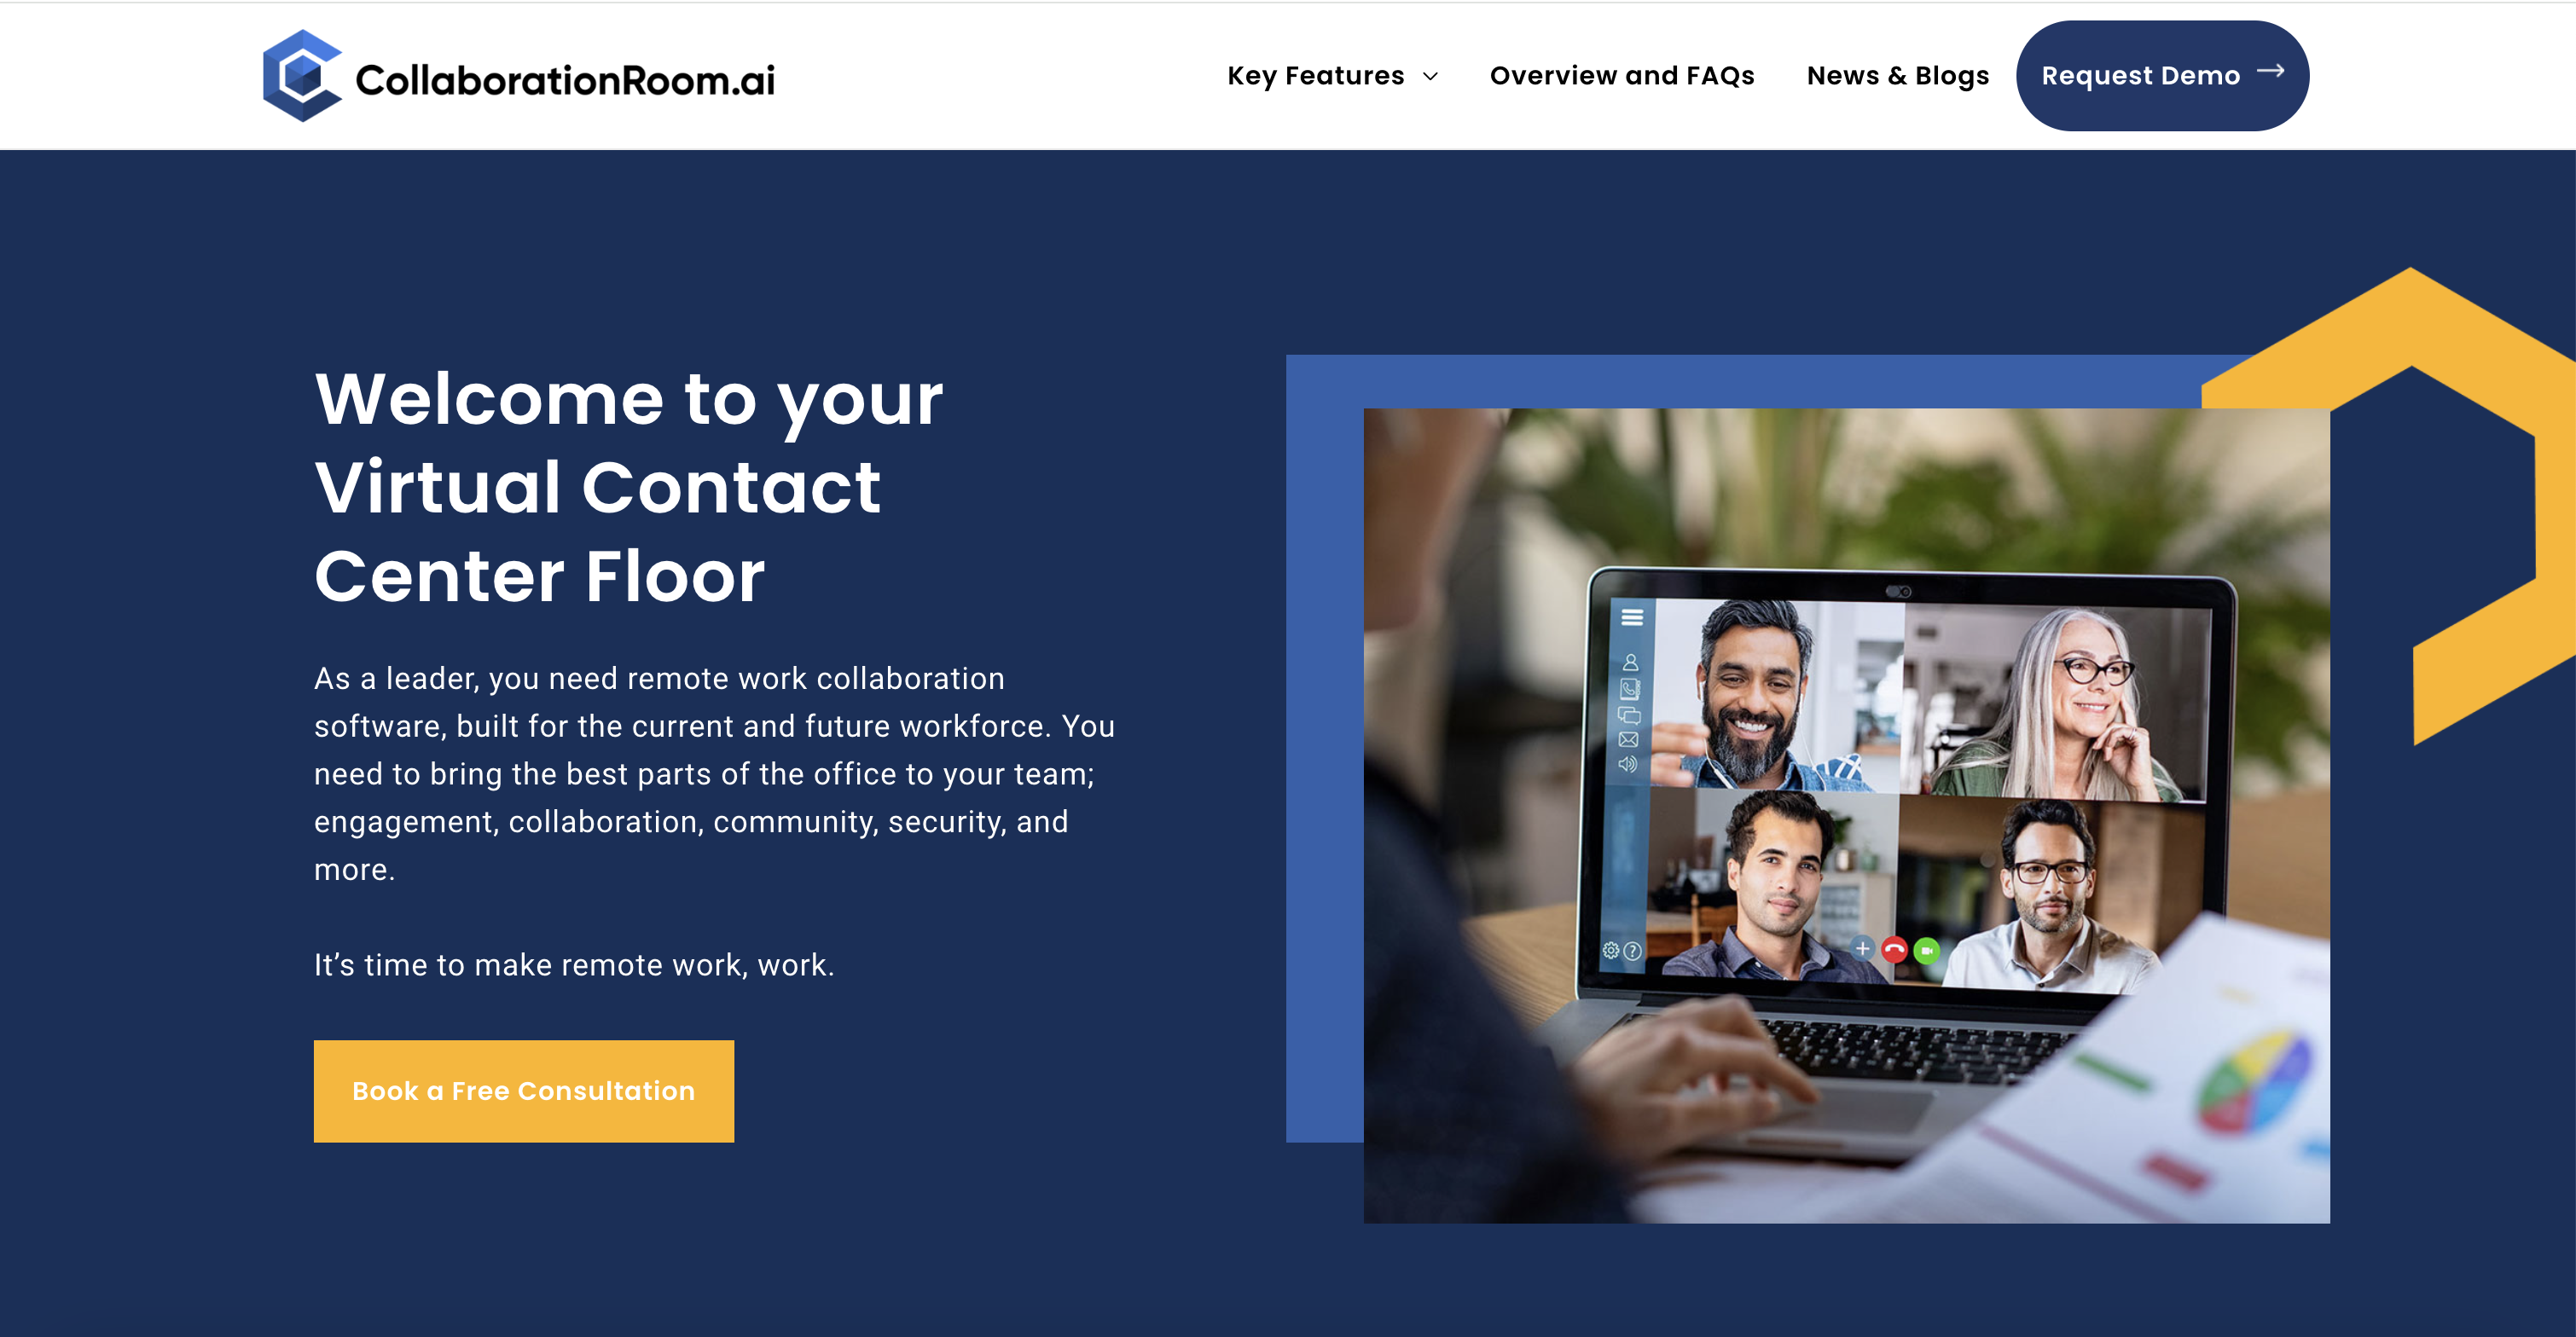 CollaborationRoom.ai
Key Features
Overview and FAQs
News & Blogs
Request Demo →
Welcome to your
Virtual Contact
Center Floor
As a leader, you need remote work collaboration
software, built for the current and future workforce. You
need to bring the best parts of the office to your team;
engagement, collaboration, community, security, and
more.
It’s time to make remote work, work.
Book a Free Consultation